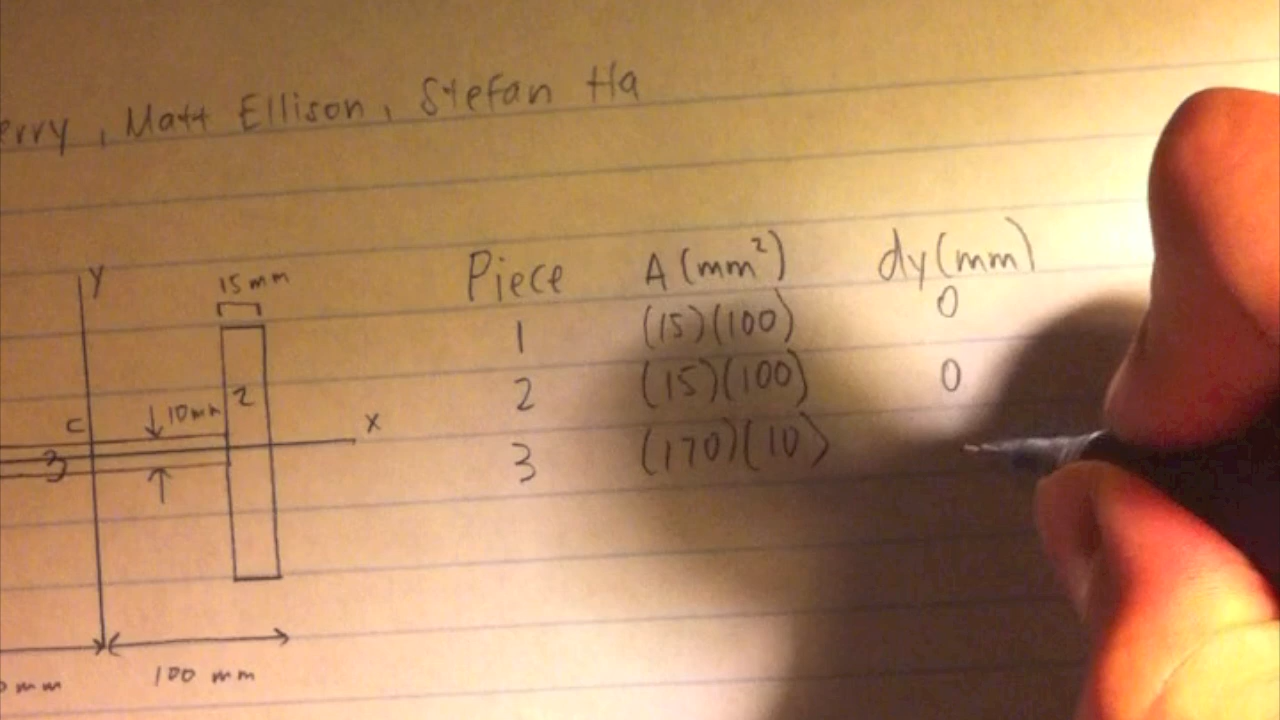 Matt Ellison, Stefan Ha
Y
15 mm
2
10mm
C
x
3
100 mm
mm
Piece A (mm²) dy (mm)
1 (15)(100) 0
2 (15)(100) 0
3 (170)(10)